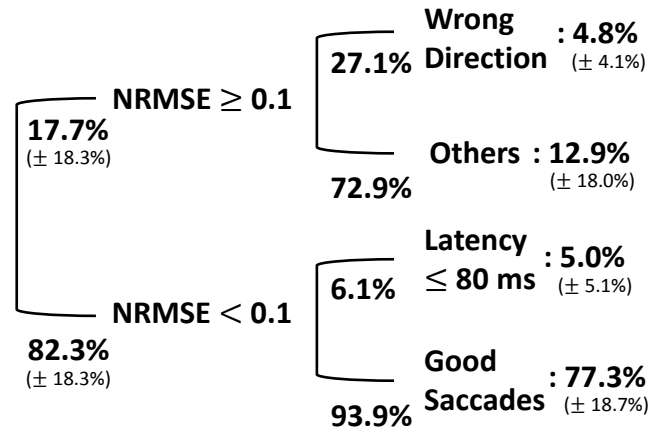 Wrong
Direction : 4.8%
27.1% (± 4.1%)
NRMSE ≥ 0.1
17.7%
(± 18.3%)
Others : 12.9%
72.9% (± 18.0%)
Latency
≤ 80 ms : 5.0%
6.1% (± 5.1%)
NRMSE < 0.1
82.3%
(± 18.3%)
Good
Saccades : 77.3%
93.9% (± 18.7%)